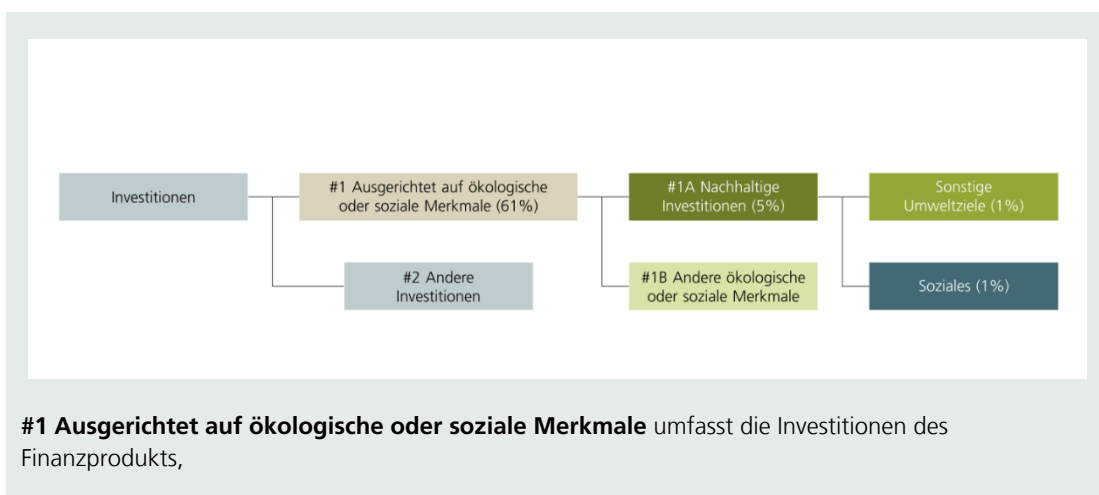 Investitionen
#1 Ausgerichtet auf ökologische
oder soziale Merkmale (61%)
#1A Nachhaltige
Investitionen (5%)
Sonstige
Umweltziele (1%)
#2 Andere
Investitionen
#1B Andere ökologische
oder soziale Merkmale
Soziales (1%)
#1 Ausgerichtet auf ökologische oder soziale Merkmale umfasst die Investitionen des
Finanzprodukts,